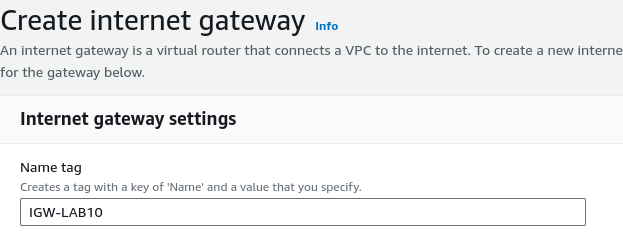 Create internet gateway Info
An internet gateway is a virtual router that connects a VPC to the internet. To create a new interne
for the gateway below.
Internet gateway settings
Name tag
Creates a tag with a key of 'Name' and a value that you specify.
IGW-LAB10